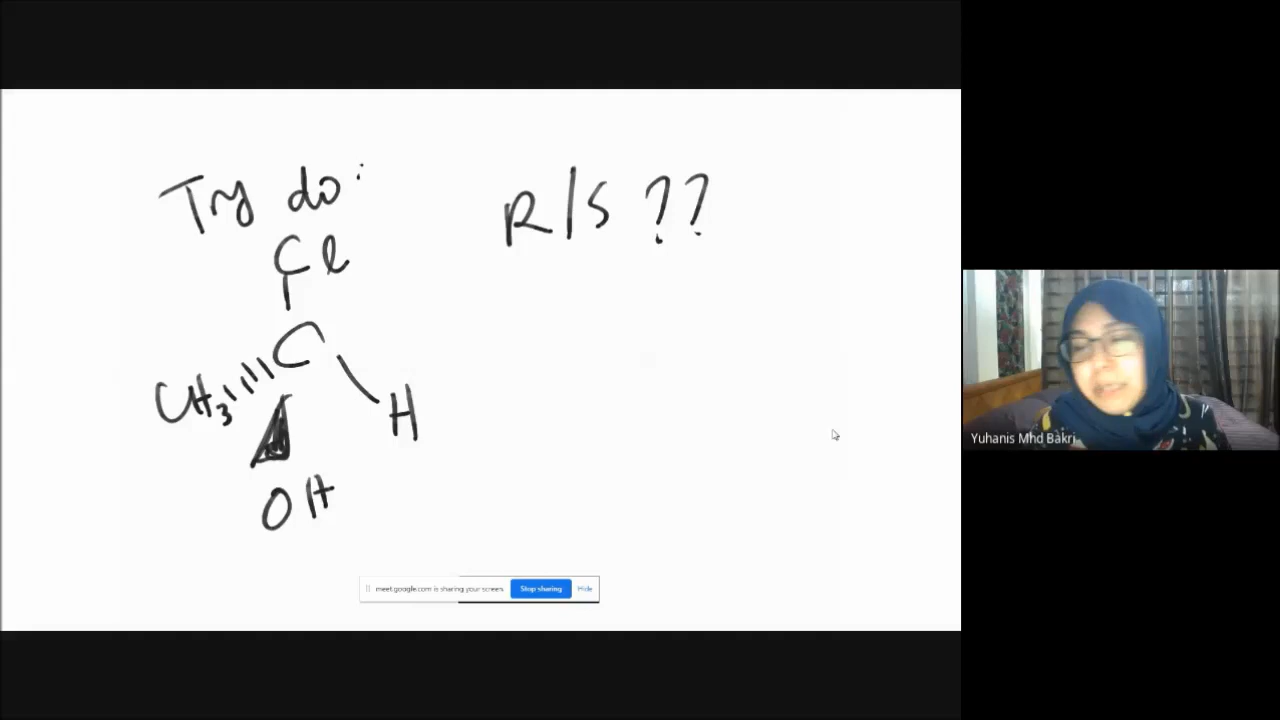 Try do:
R/S ??
Cl
C
CH3
H
OH
meet.google.com is sharing your screen Stop sharing Hide
Yuhanis Mhd Bakri